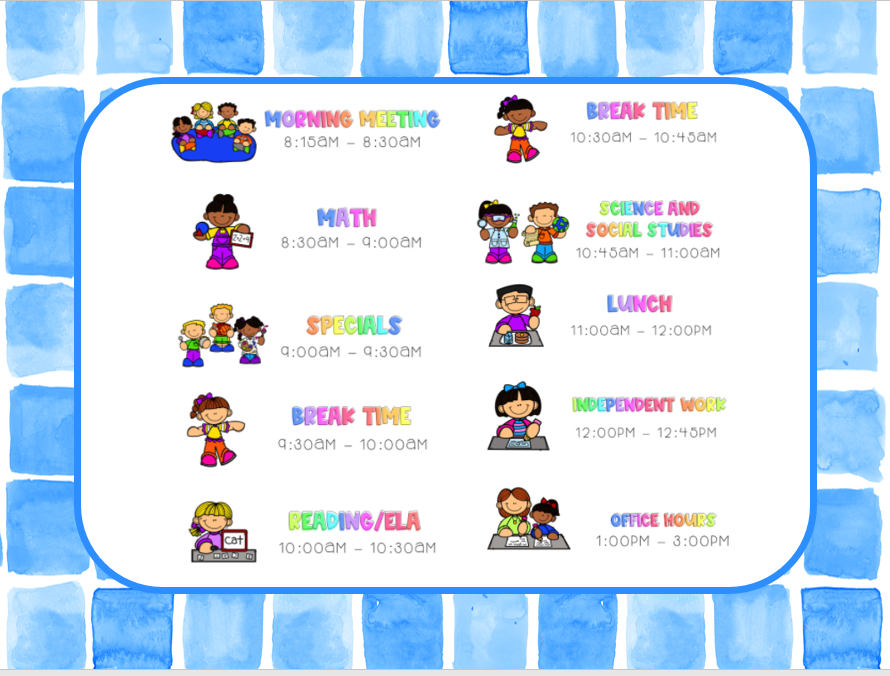 MORNING MEETING
8:15AM – 8:30AM
MATH
2+2=4
8:30AM – 9:00AM
SPECIALS
9:00AM – 9:30AM
BREAK TIME
9:30AM – 10:00AM
READING/ELA
cat
10:00AM – 10:30AM
BREAK TIME
10:30AM – 10:45AM
SCIENCE AND
SOCIAL STUDIES
10:45AM – 11:00AM
LUNCH
11:00AM – 12:00PM
INDEPENDENT WORK
12:00PM – 12:45PM
OFFICE HOURS
1:00PM – 3:00PM